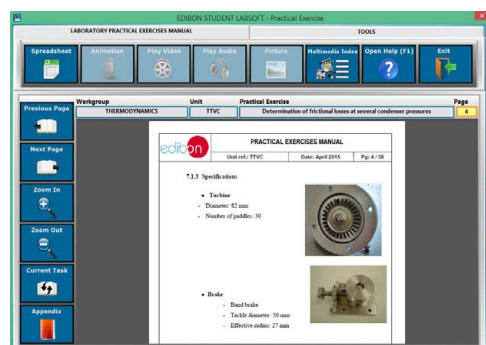 EDIBON STUDENT LABSOFT - Practical Exercise
LABORATORY PRACTICAL EXERCISES MANUAL
TOOLS
Spreadsheet
Animation
Play Video
Play Audio
Picture
Multimedia Index
Open Help (F1)
Exit
Previous Page
Next Page
Zoom In
Zoom Out
Current Task
Appendix
Workgroup Unit Practical Exercise Page
THERMODYNAMICS TTVC Determination of frictional losses at several condenser pressures 4
edibon
PRACTICAL EXERCISES MANUAL
Unit ref.: TTVC Date: April 2015 Pg: 4 / 58
7.1.3 Specifications
• Turbine
- Diameter: 82 mm
- Number of paddles: 30
• Brake
- Band brake
- Tackle diameter: 50 mm
- Effective radius: 27 mm